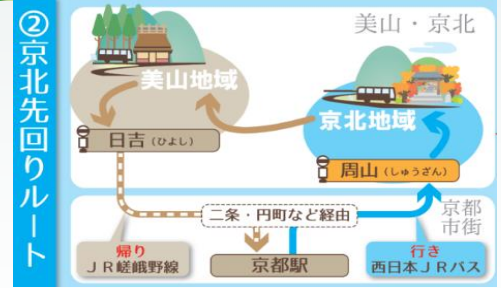 ②京北先回りルート
美山・京北
美山地域
京北地域
日吉(ひよし)
周山(しゅうざん)
二条・円町など経由
京都
市街
帰り
JR嵯峨野線
京都駅
行き
西日本JRバス